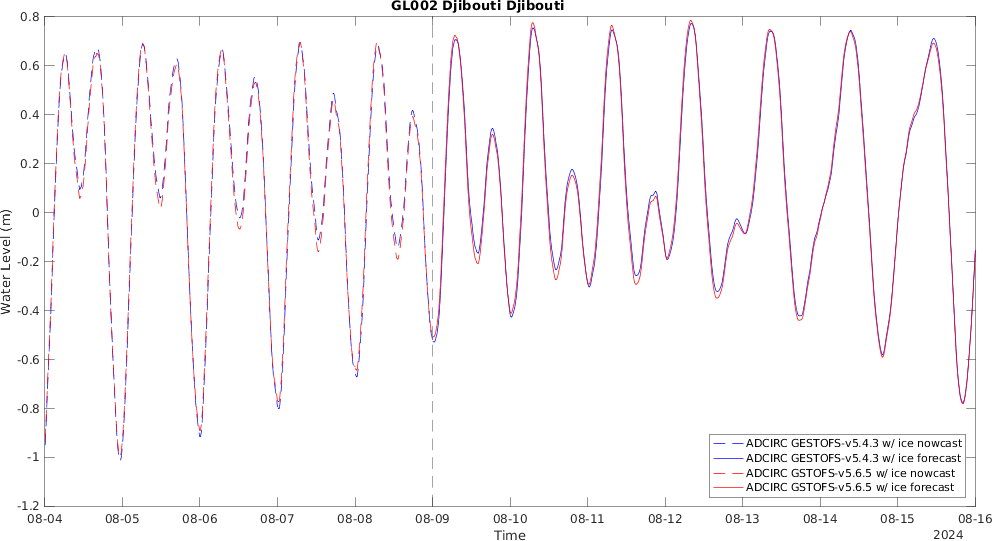 GL002 Djibouti Djibouti
Water Level (m)
0.8
0.6
0.4
0.2
0
-0.2
-0.4
-0.6
-0.8
-1
-1.2
ADCIRC GESTOFS-v5.4.3 w/ ice nowcast
ADCIRC GESTOFS-v5.4.3 w/ ice forecast
ADCIRC GSTOFS-v5.6.5 w/ ice nowcast
ADCIRC GSTOFS-v5.6.5 w/ ice forecast
08-04 08-05 08-06 08-07 08-08 08-09 08-10 08-11 08-12 08-13 08-14 08-15 08-16
Time
2024